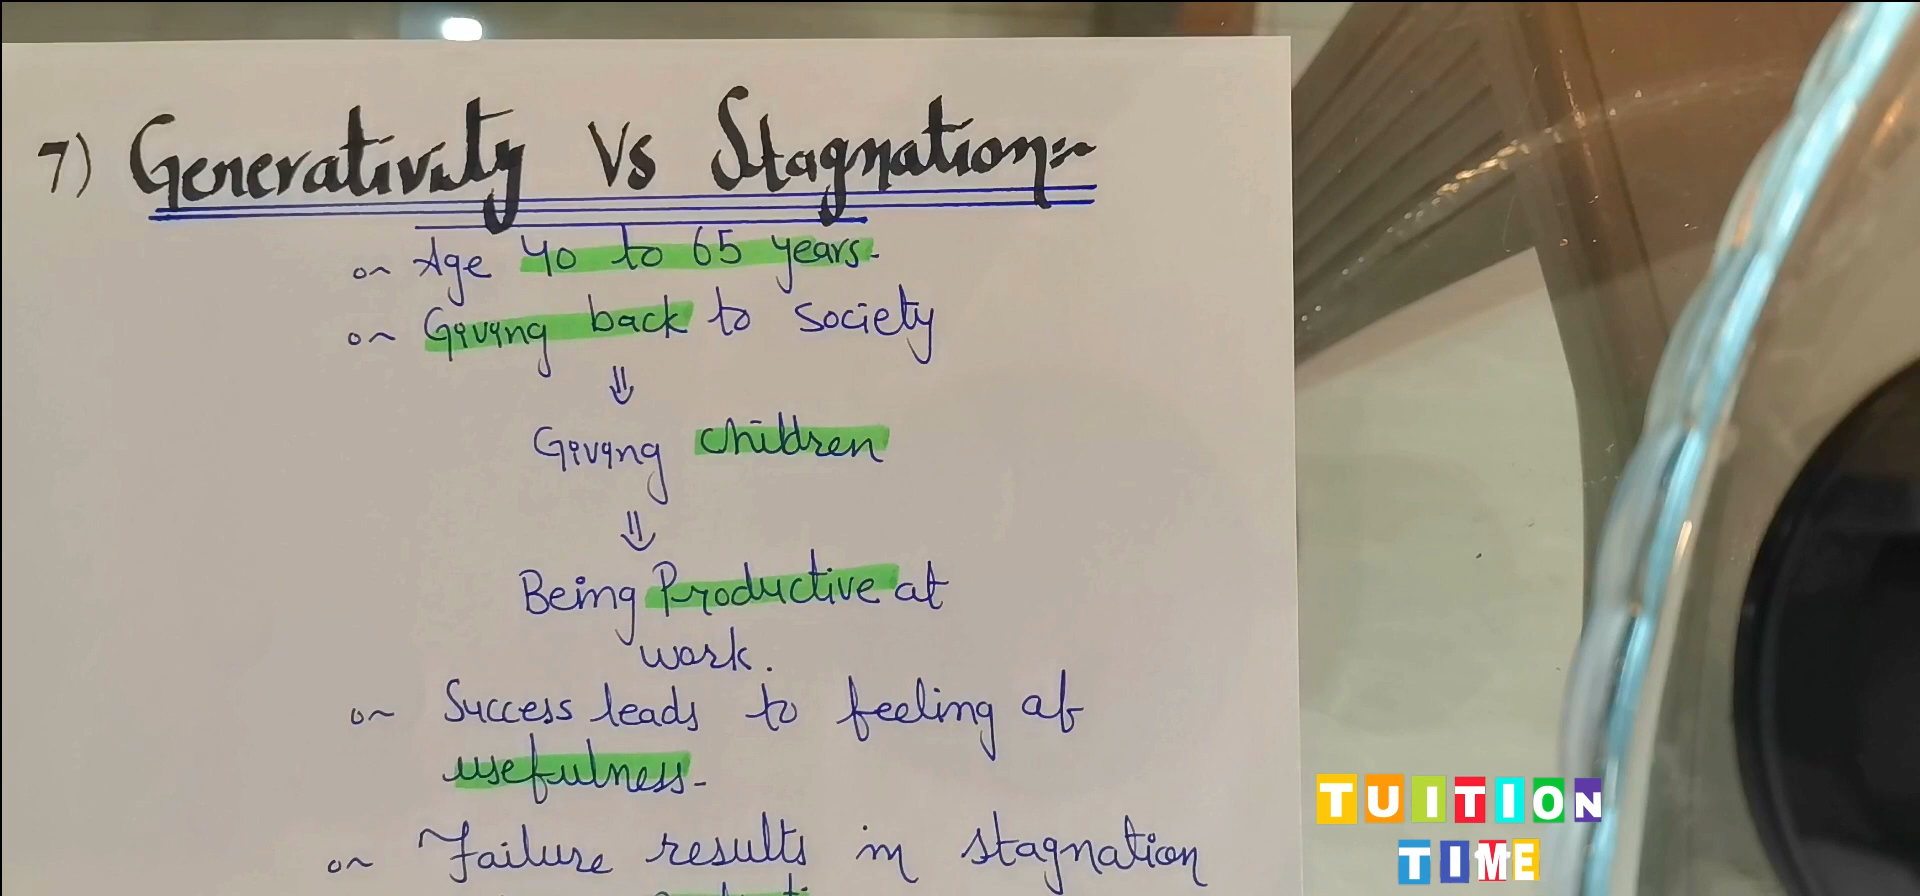 7) Generativity Vs Stagnation:~
Age 40 to 65 years.
Giving back to society
⇓
Giving children
⇓
Being Productive at
work.
Success leads to feeling of
usefulness.
Failure results in stagnation
TUITION
TIME